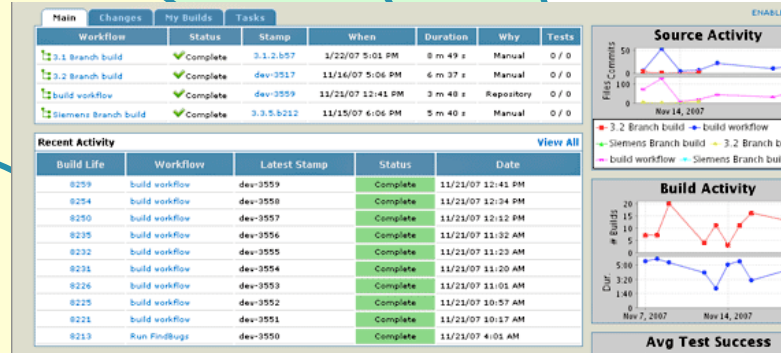 ENABL
Main Changes My Builds Tasks
Workflow Status Stamp When Duration Why Tests
3.1 Branch build Complete 3.1.2.b57 1/22/07 5:01 PM 8 m 49 s Manual 0 / 0
3.2 Branch build Complete dev-3517 11/16/07 5:06 PM 6 m 37 s Manual 0 / 0
build workflow Complete dev-3559 11/21/07 12:41 PM 3 m 48 s Repository 0 / 0
Siemens Branch build Complete 3.3.5.b212 11/15/07 6:06 PM 5 m 40 s Manual 0 / 0
Recent Activity View All
Build Life Workflow Latest Stamp Status Date
8259 build workflow dev-3559 Complete 11/21/07 12:41 PM
8254 build workflow dev-3558 Complete 11/21/07 12:34 PM
8250 build workflow dev-3557 Complete 11/21/07 12:12 PM
8235 build workflow dev-3556 Complete 11/21/07 11:32 AM
8232 build workflow dev-3555 Complete 11/21/07 11:23 AM
8231 build workflow dev-3554 Complete 11/21/07 11:20 AM
8226 build workflow dev-3553 Complete 11/21/07 11:01 AM
8225 build workflow dev-3552 Complete 11/21/07 10:57 AM
8221 build workflow dev-3551 Complete 11/21/07 10:17 AM
8213 Run FindBugs dev-3550 Complete 11/21/07 4:01 AM
Source Activity
Commits
50
0
Files
100
0
Nov 14, 2007
3.2 Branch build build workflow
Siemens Branch build 3.2 Branch b
build workflow Siemens Branch bui
Build Activity
# Builds
20
15
10
5
0
Dur.
5:00
3:20
1:40
Nov 7, 2007 Nov 14, 2007
Avg Test Success